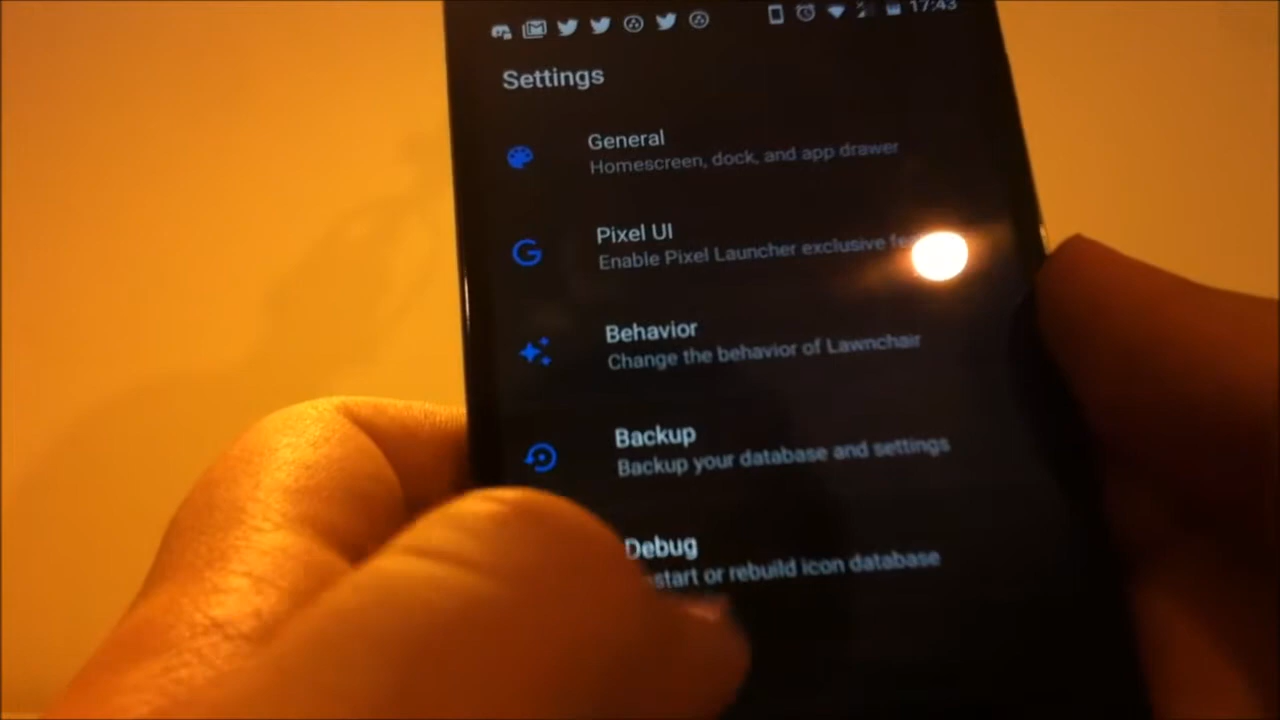 17:43
Settings
General
Homescreen, dock, and app drawer
Pixel UI
Enable Pixel Launcher exclusive
Behavior
Change the behavior of Lawnchair
Backup
Backup your database and settings
Debug
start or rebuild icon database